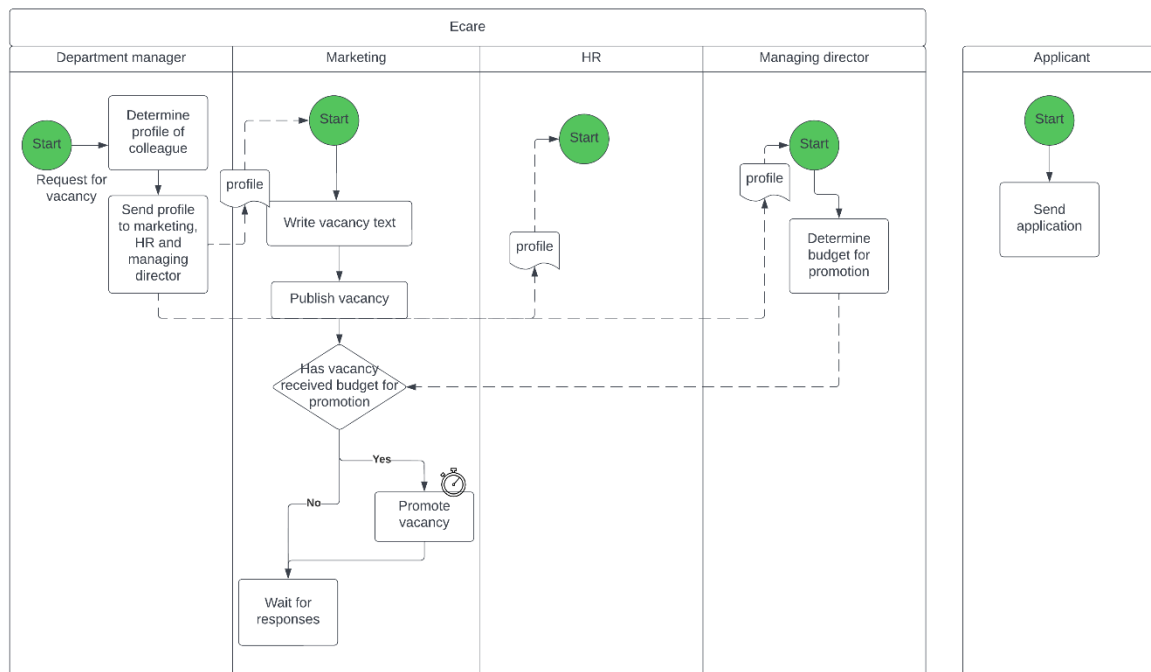 Ecare
Department manager
Marketing
HR
Managing director
Applicant
Start
Request for
vacancy
Determine
profile of
colleague
Send profile
to marketing,
HR and
managing
director
profile
Start
Write vacancy text
Publish vacancy
Has vacancy
received budget for
promotion
Yes
No
Promote
vacancy
Wait for
responses
profile
Start
profile
Start
Determine
budget for
promotion
Start
Send
application